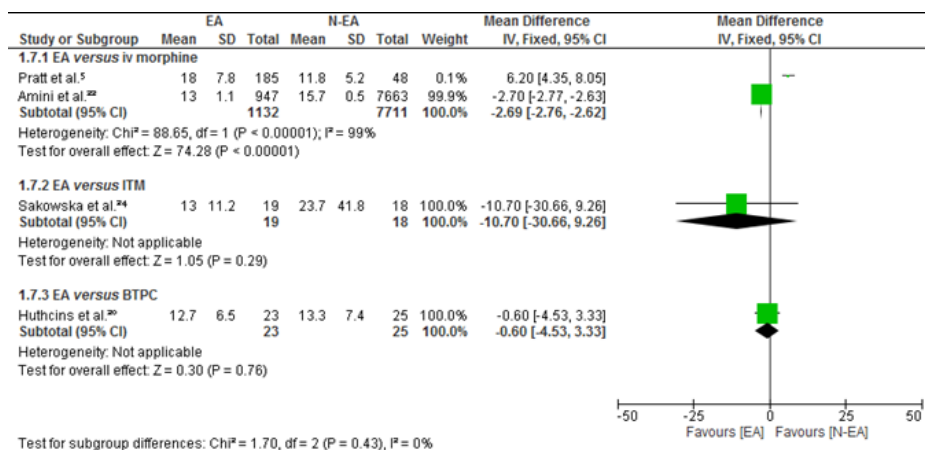 EA N-EA Mean Difference Mean Difference
Study or Subgroup Mean SD Total Mean SD Total Weight IV, Fixed, 95% CI IV, Fixed, 95% CI
1.7.1 EA versus iv morphine
Pratt et al.⁵ 18 7.8 185 11.8 5.2 48 0.1% 6.20 [4.35, 8.05]
Amini et al.²² 13 1.1 947 15.7 0.5 7663 99.9% -2.70 [-2.77, -2.63]
Subtotal (95% CI) 1132 7711 100.0% -2.69 [-2.76, -2.62]
Heterogeneity: Chi² = 88.65, df = 1 (P < 0.00001); I² = 99%
Test for overall effect: Z = 74.28 (P < 0.00001)
1.7.2 EA versus ITM
Sakowska et al.²⁴ 13 11.2 19 23.7 41.8 18 100.0% -10.70 [-30.66, 9.26]
Subtotal (95% CI) 19 18 100.0% -10.70 [-30.66, 9.26]
Heterogeneity: Not applicable
Test for overall effect: Z = 1.05 (P = 0.29)
1.7.3 EA versus BTPC
Huthcins et al.²⁰ 12.7 6.5 23 13.3 7.4 25 100.0% -0.60 [-4.53, 3.33]
Subtotal (95% CI) 23 25 100.0% -0.60 [-4.53, 3.33]
Heterogeneity: Not applicable
Test for overall effect: Z = 0.30 (P = 0.76)
-50 -25 0 25 50
Favours [EA] Favours [N-EA]
Test for subgroup differences: Chi² = 1.70, df = 2 (P = 0.43), I² = 0%